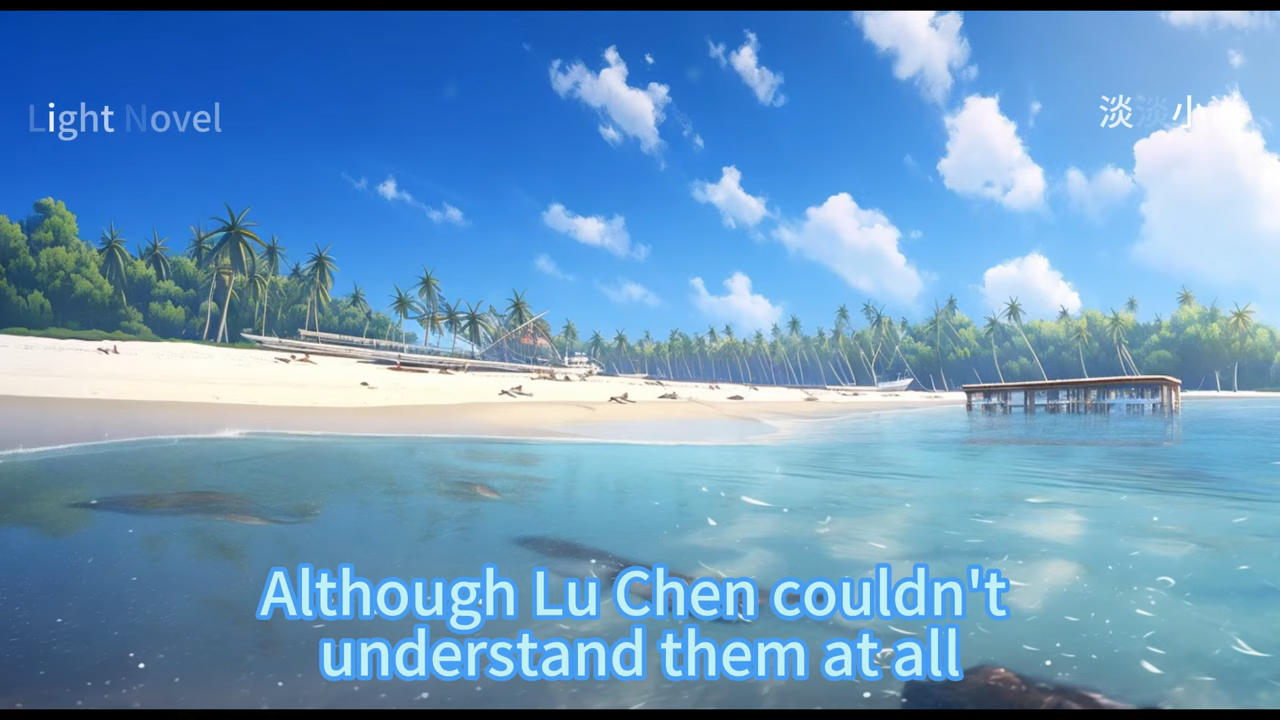 Light Novel
淡淡小
Although Lu Chen couldn't
understand them at all